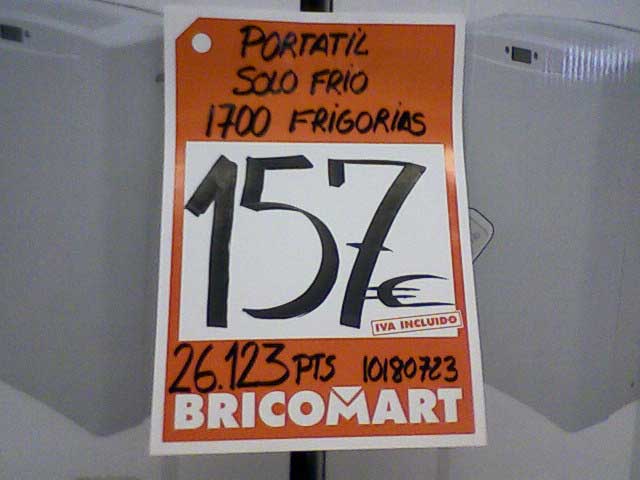 PORTATIL
SOLO FRIO
1700 FRIGORIAS
157€
IVA INCLUIDO
26.123 PTS 10180723
BRICOMART